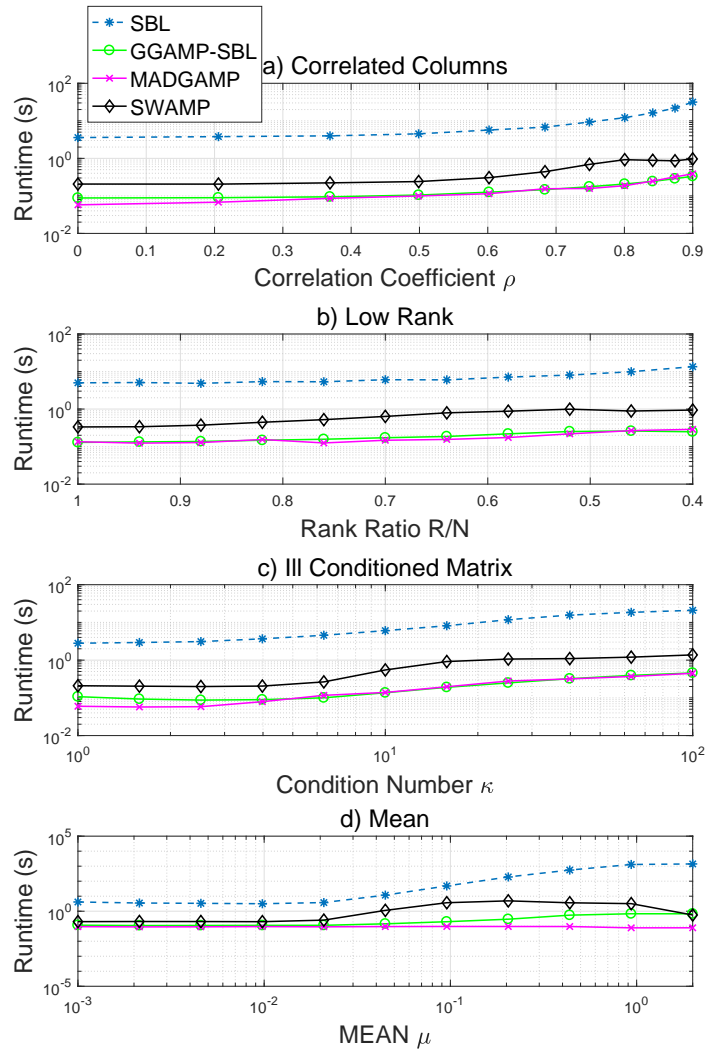 SBL
GGAMP-SBL
MADGAMP
SWAMP
a) Correlated Columns
Runtime (s)
10^2
10^0
10^-2
0 0.1 0.2 0.3 0.4 0.5 0.6 0.7 0.8 0.9
Correlation Coefficient ρ
b) Low Rank
Runtime (s)
10^2
10^0
10^-2
1 0.9 0.8 0.7 0.6 0.5 0.4
Rank Ratio R/N
c) Ill Conditioned Matrix
Runtime (s)
10^2
10^0
10^-2
10^0 10^1 10^2
Condition Number κ
d) Mean
Runtime (s)
10^5
10^0
10^-5
10^-3 10^-2 10^-1 10^0
MEAN μ